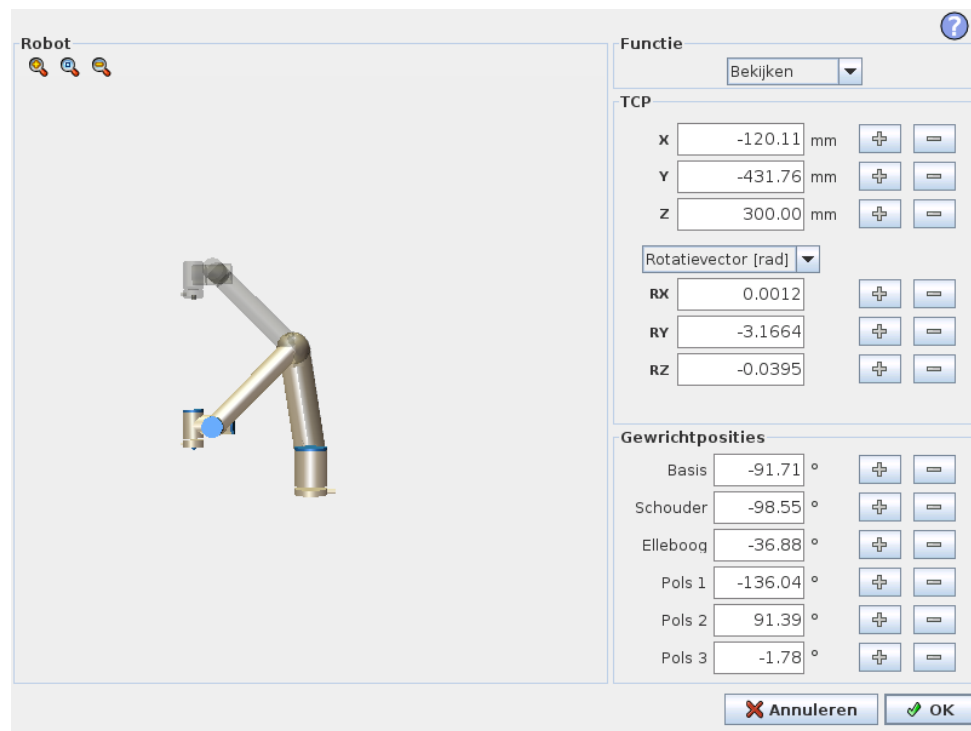 ?
Robot
Functie
Bekijken
TCP
X -120.11 mm
Y -431.76 mm
Z 300.00 mm
Rotatievector [rad]
RX 0.0012
RY -3.1664
RZ -0.0395
Gewrichtposities
Basis -91.71 °
Schouder -98.55 °
Elleboog -36.88 °
Pols 1 -136.04 °
Pols 2 91.39 °
Pols 3 -1.78 °
Annuleren OK